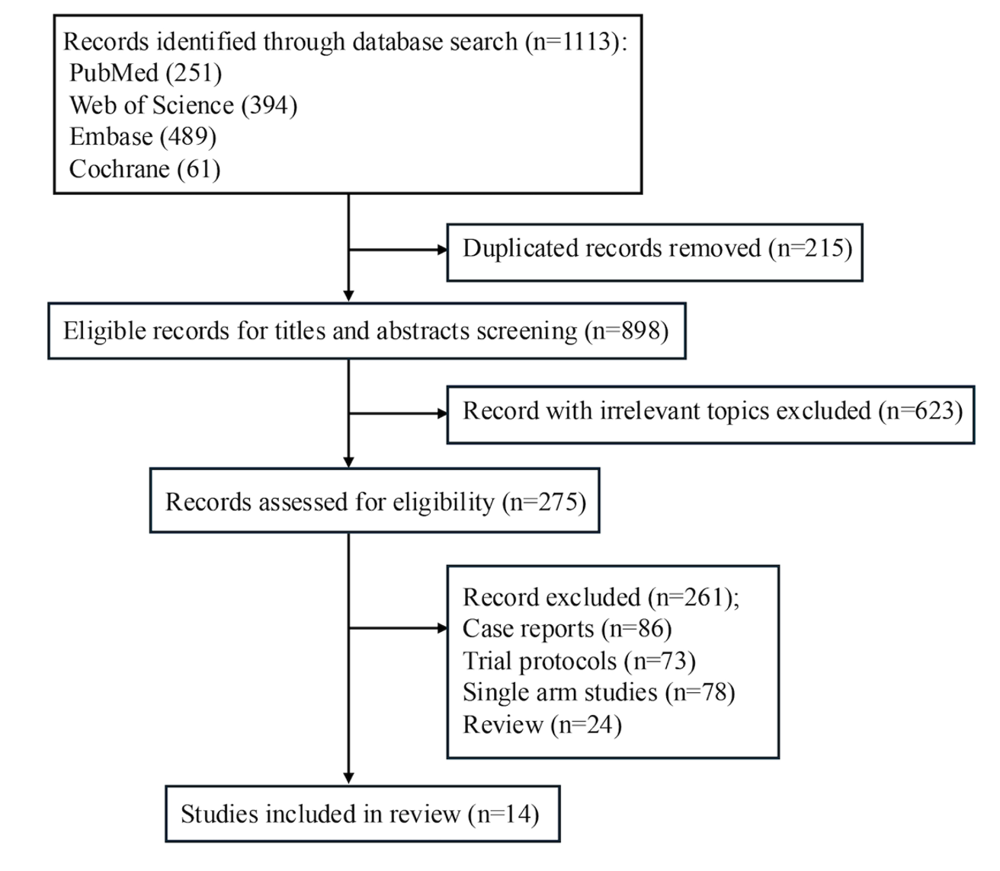 Records identified through database search (n=1113):
PubMed (251)
Web of Science (394)
Embase (489)
Cochrane (61)
Duplicated records removed (n=215)
Eligible records for titles and abstracts screening (n=898)
Record with irrelevant topics excluded (n=623)
Records assessed for eligibility (n=275)
Record excluded (n=261);
Case reports (n=86)
Trial protocols (n=73)
Single arm studies (n=78)
Review (n=24)
Studies included in review (n=14)